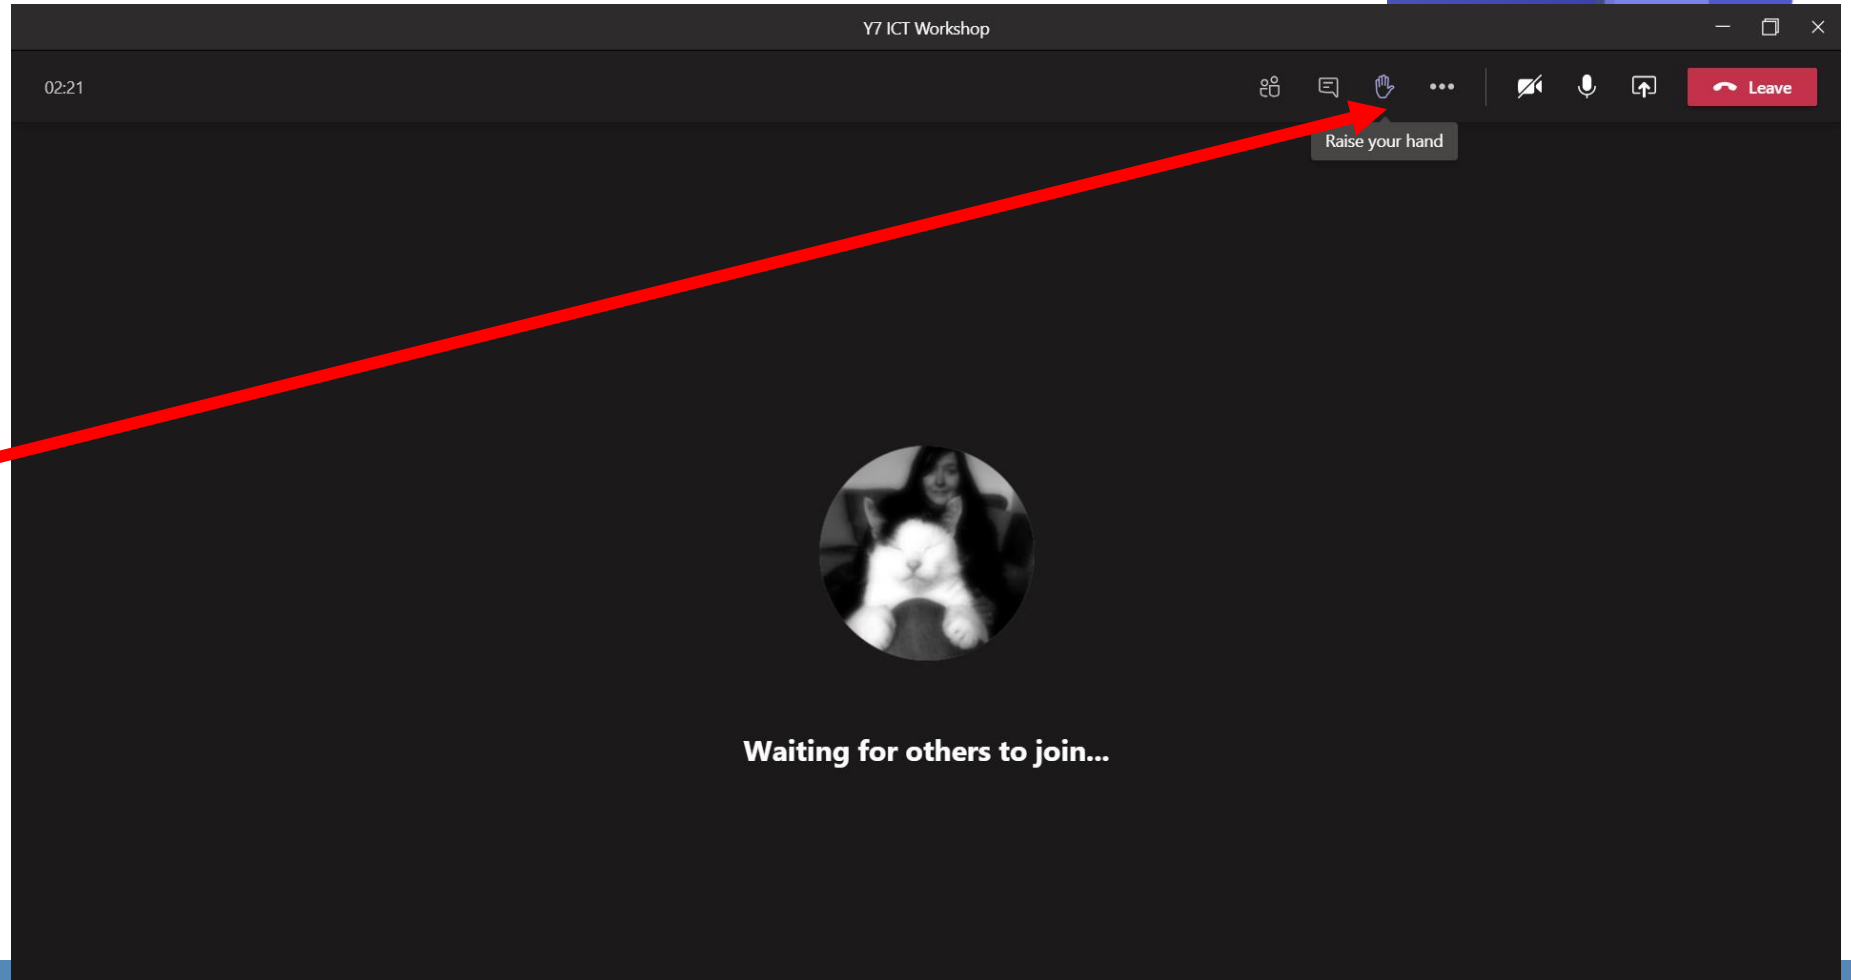 Y7 ICT Workshop
02:21
Leave
Raise your hand
Waiting for others to join...